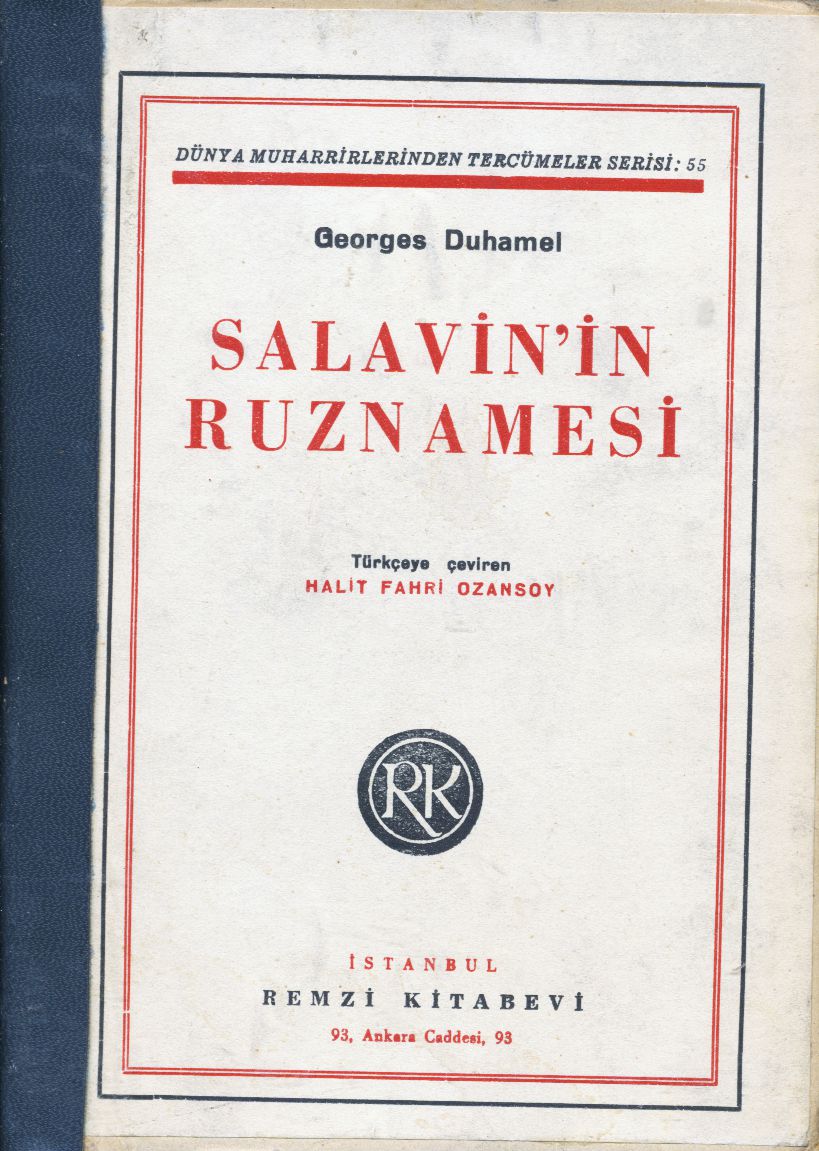 DÜNYA MUHARRİRLERİNDEN TERCÜMELER SERİSİ: 55
Georges Duhamel
SALAVİN'İN
RUZNAMESİ
Türkçeye çeviren
HALİT FAHRİ OZANSOY
RK
İSTANBUL
REMZİ KİTABEVİ
93, Ankara Caddesi, 93